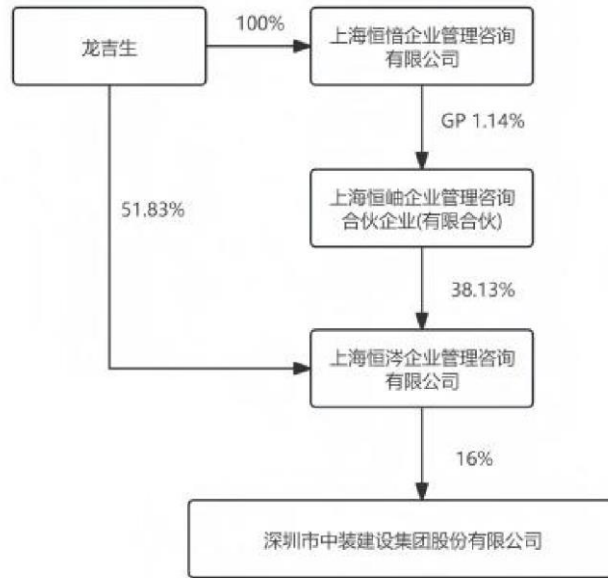 龙吉生
100%
上海恒愔企业管理咨询
有限公司
GP 1.14%
51.83%
上海恒岫企业管理咨询
合伙企业(有限合伙)
38.13%
上海恒涔企业管理咨询
有限公司
16%
深圳市中装建设集团股份有限公司